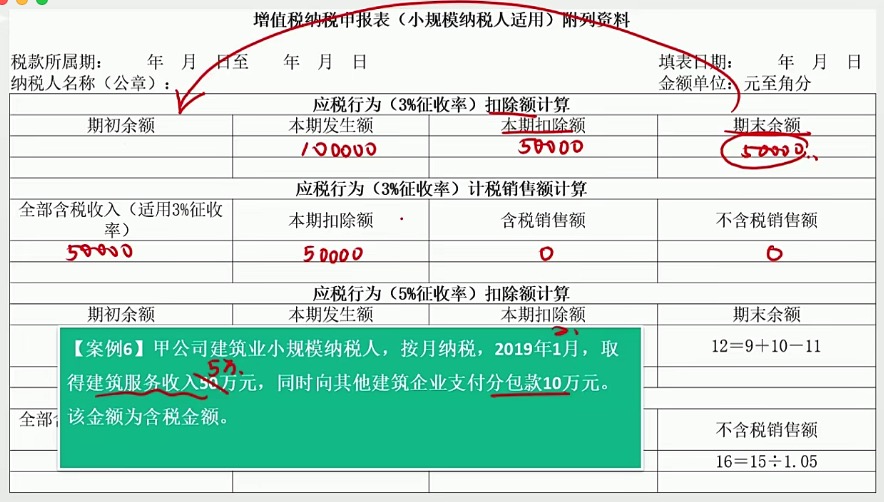 增值税纳税申报表（小规模纳税人适用）附列资料
税款所属期： 年 月 日至 年 月 日 填表日期： 年 月 日
纳税人名称（公章）： 金额单位：元至角分
应税行为（3%征收率）扣除额计算
期初余额 本期发生额 本期扣除额 期末余额
100000 50000 50000
应税行为（3%征收率）计税销售额计算
全部含税收入（适用3%征收率） 本期扣除额 含税销售额 不含税销售额
50000 50000 0 0
应税行为（5%征收率）扣除额计算
期初余额 本期发生额 本期扣除额 期末余额
12=9+10-11
【案例6】甲公司建筑业小规模纳税人，按月纳税，2019年1月，取
5万
得建筑服务收入30万元，同时向其他建筑企业支付分包款10万元。
该金额为含税金额。
全部含
不含税销售额
16=15÷1.05